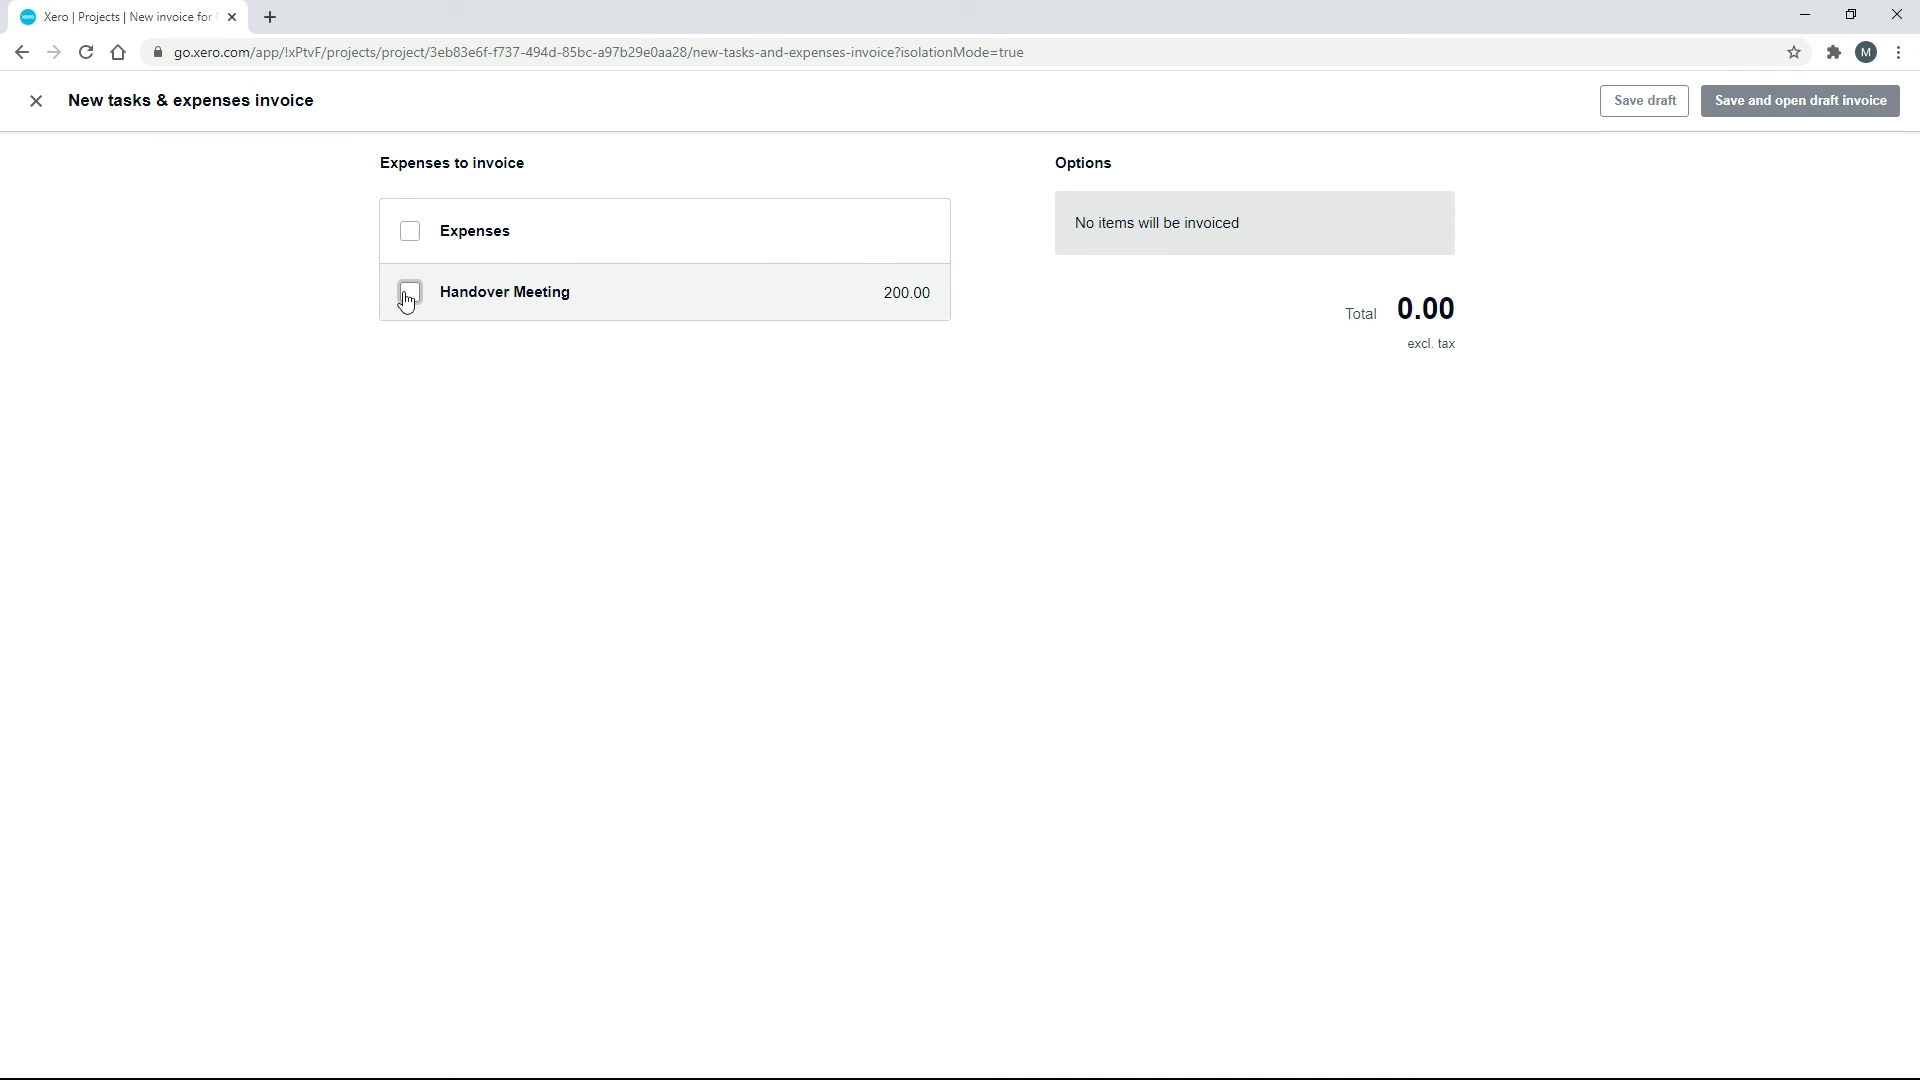 Xero | Projects | New invoice for
go.xero.com/app/!xPtvF/projects/project/3eb83e6f-f737-494d-85bc-a97b29e0aa28/new-tasks-and-expenses-invoice?isolationMode=true
M
New tasks & expenses invoice
Save draft
Save and open draft invoice
Expenses to invoice
Options
Expenses
No items will be invoiced
Handover Meeting 200.00
Total 0.00
excl. tax